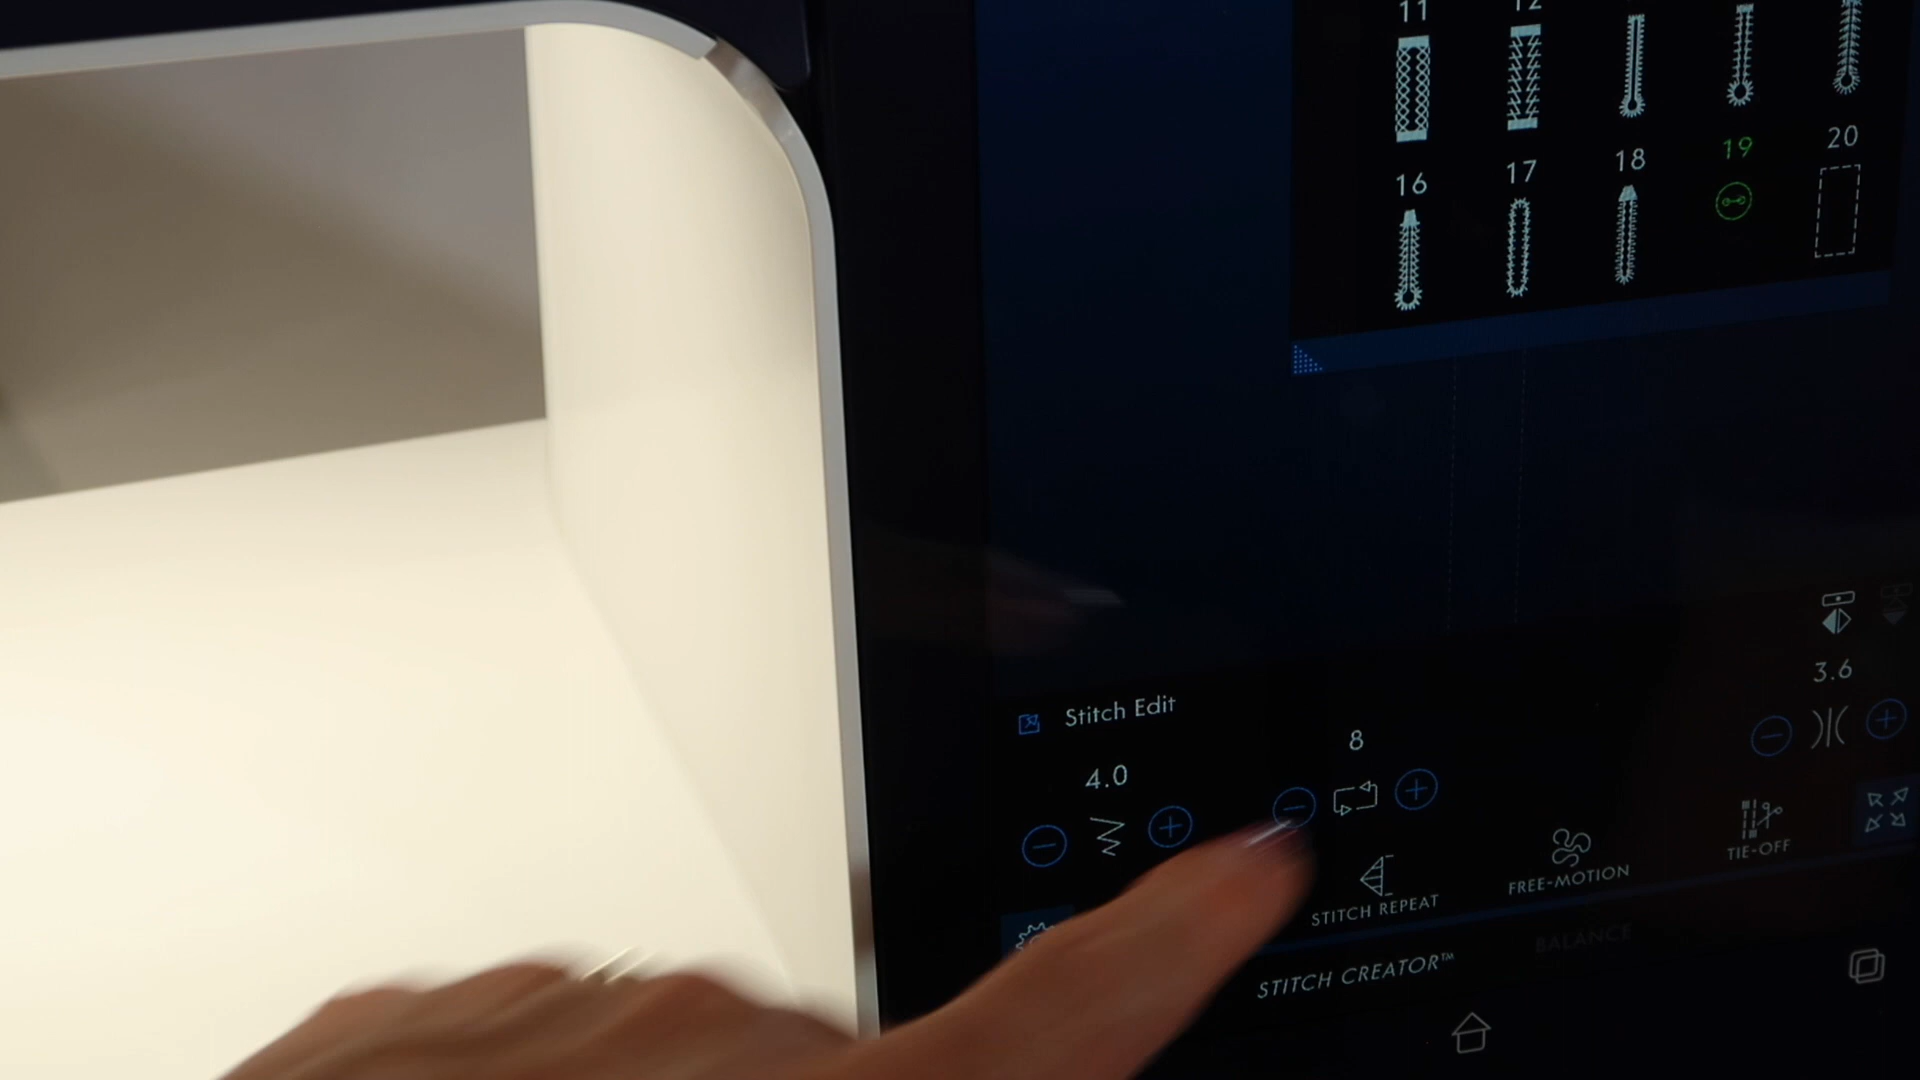 11 12
16 17 18 19 20
Stitch Edit
4.0
8
3.6
STITCH REPEAT
FREE-MOTION
TIE-OFF
STITCH CREATOR™
BALANCE